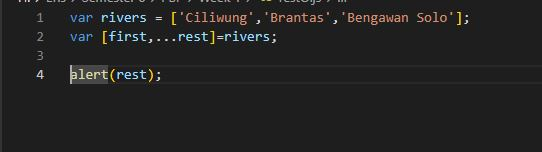 1 var rivers = ['Ciliwung','Brantas','Bengawan Solo'];
2 var [first,...rest]=rivers;
3
4 alert(rest);